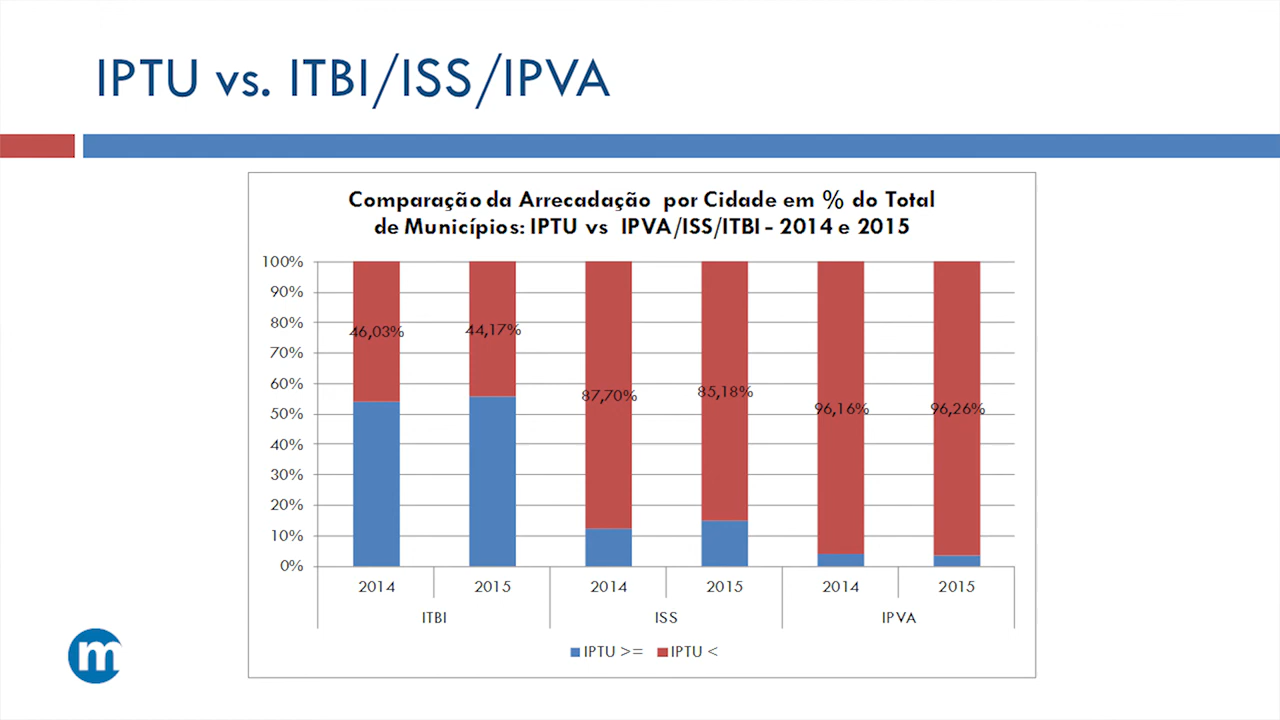 IPTU vs. ITBI/ISS/IPVA
Comparação da Arrecadação por Cidade em % do Total
de Municípios: IPTU vs IPVA/ISS/ITBI - 2014 e 2015
100%
90%
80%
70%
60%
50%
40%
30%
20%
10%
0%
46,03%
44,17%
87,70%
85,18%
96,16%
96,26%
2014 2015 2014 2015 2014 2015
ITBI ISS IPVA
IPTU >= IPTU <
m